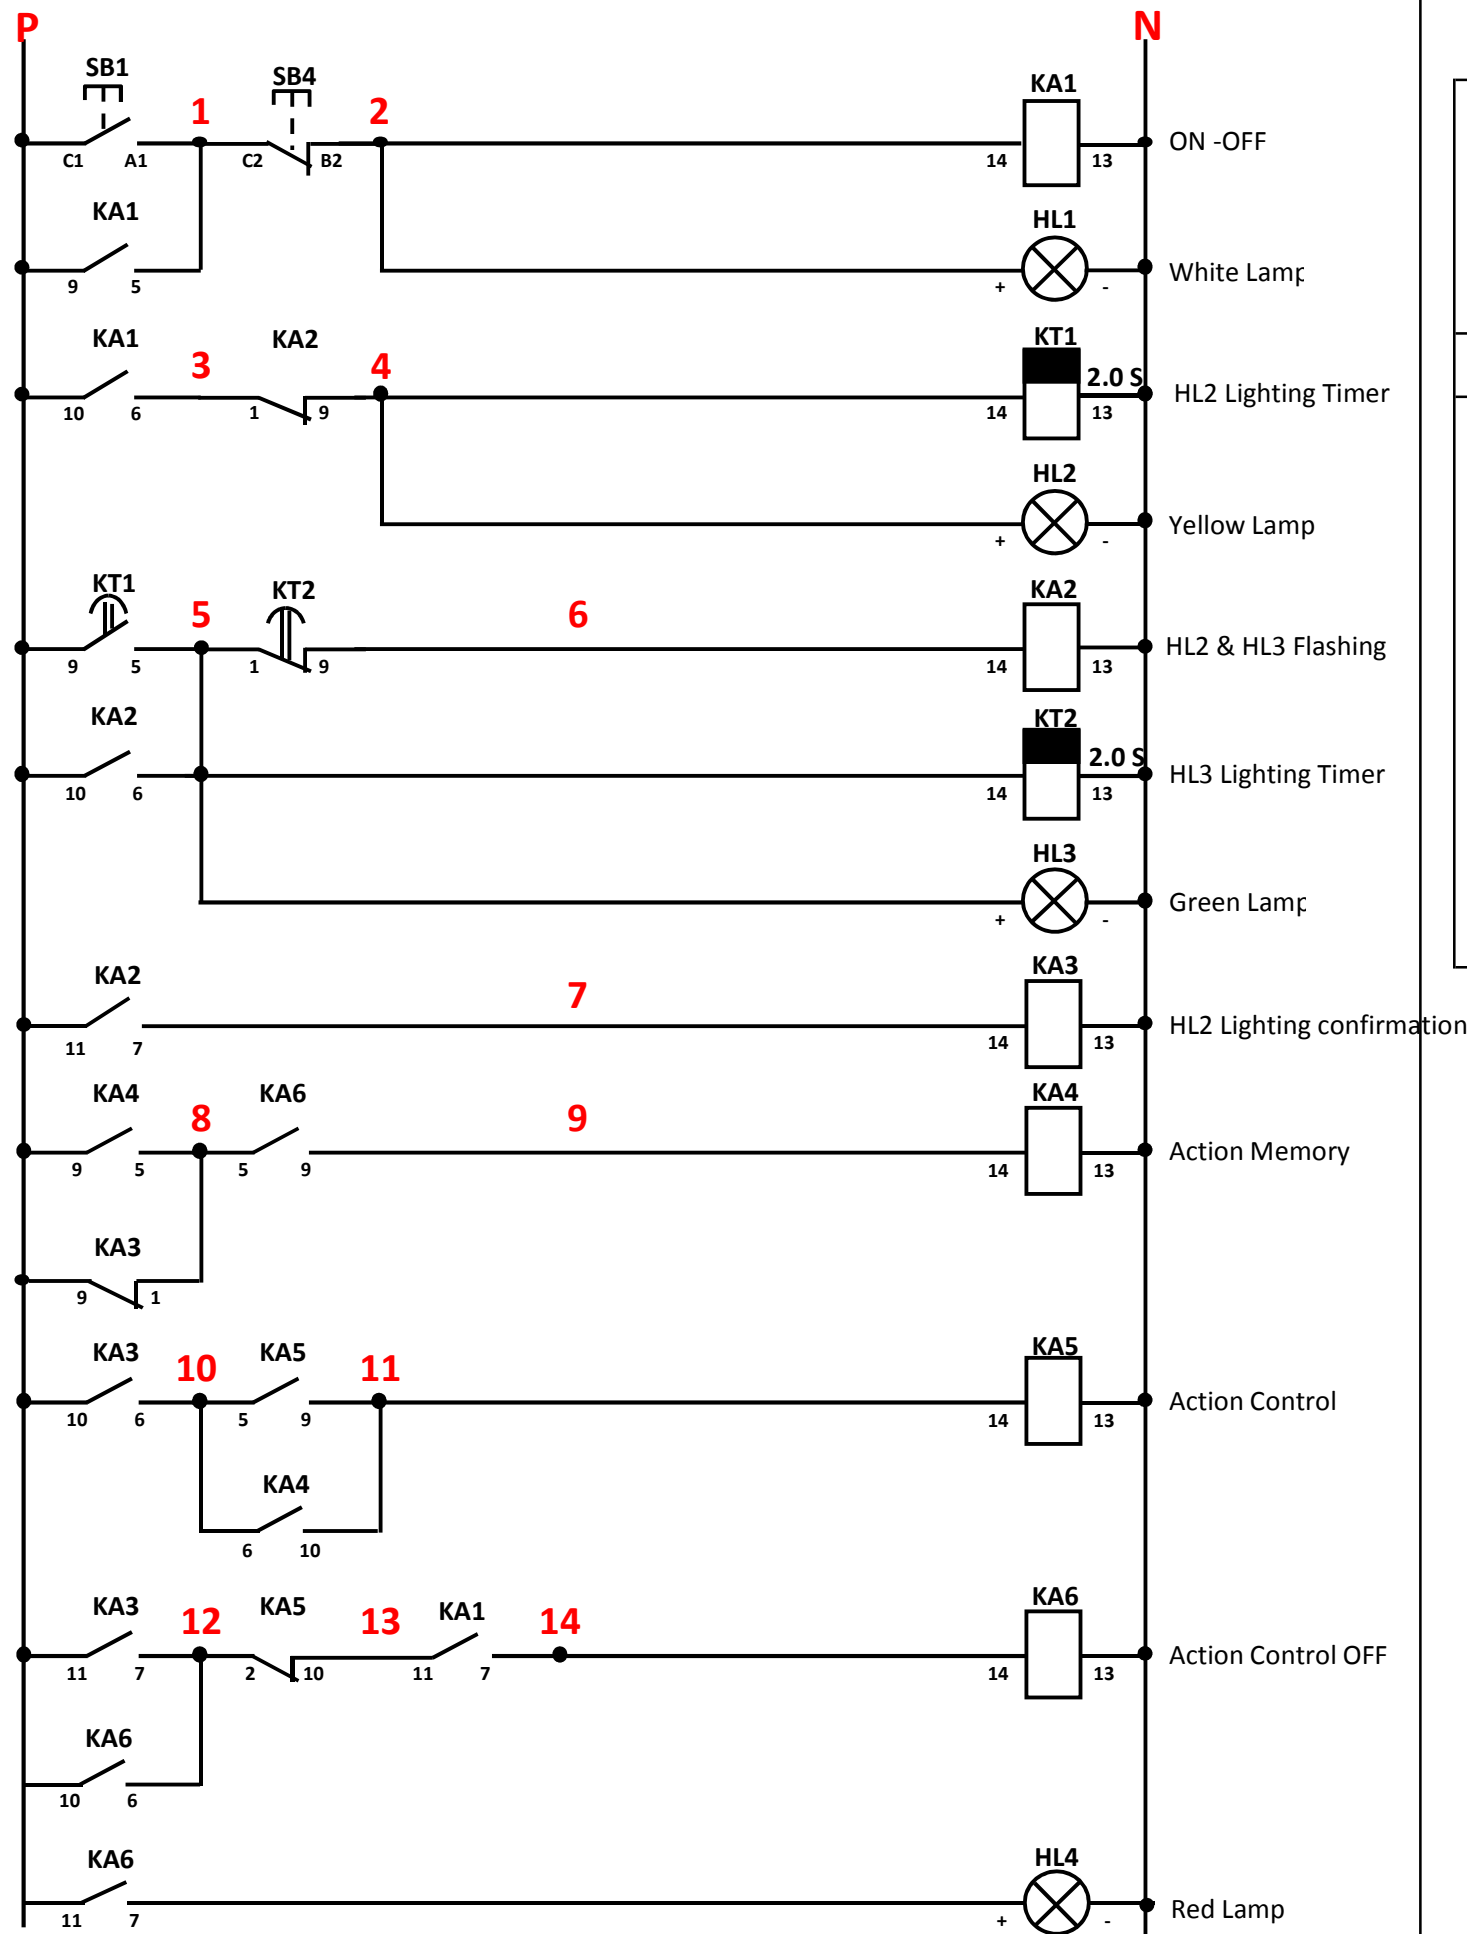 P N
SB1 SB4 KA1
1 2
C1 A1 C2 B2 14 13 ON -OFF
KA1 HL1
9 5 + - White Lamp
KA1 KA2 KT1
3 4 2.0 S
10 6 1 9 14 13 HL2 Lighting Timer
HL2
+ - Yellow Lamp
KT1 KT2 KA2
5 6
9 5 1 9 14 13 HL2 & HL3 Flashing
KA2 KT2
2.0 S
10 6 14 13 HL3 Lighting Timer
HL3
+ - Green Lamp
KA2 KA3
7
11 7 14 13 HL2 Lighting confirmation
KA4 KA6 KA4
8 9
9 5 5 9 14 13 Action Memory
KA3
9 1
KA3 KA5 KA5
10 11
10 6 5 9 14 13 Action Control
KA4
6 10
KA3 KA5 KA1 KA6
12 13 14
11 7 2 10 11 7 14 13 Action Control OFF
KA6
10 6
KA6 HL4
11 7 + - Red Lamp